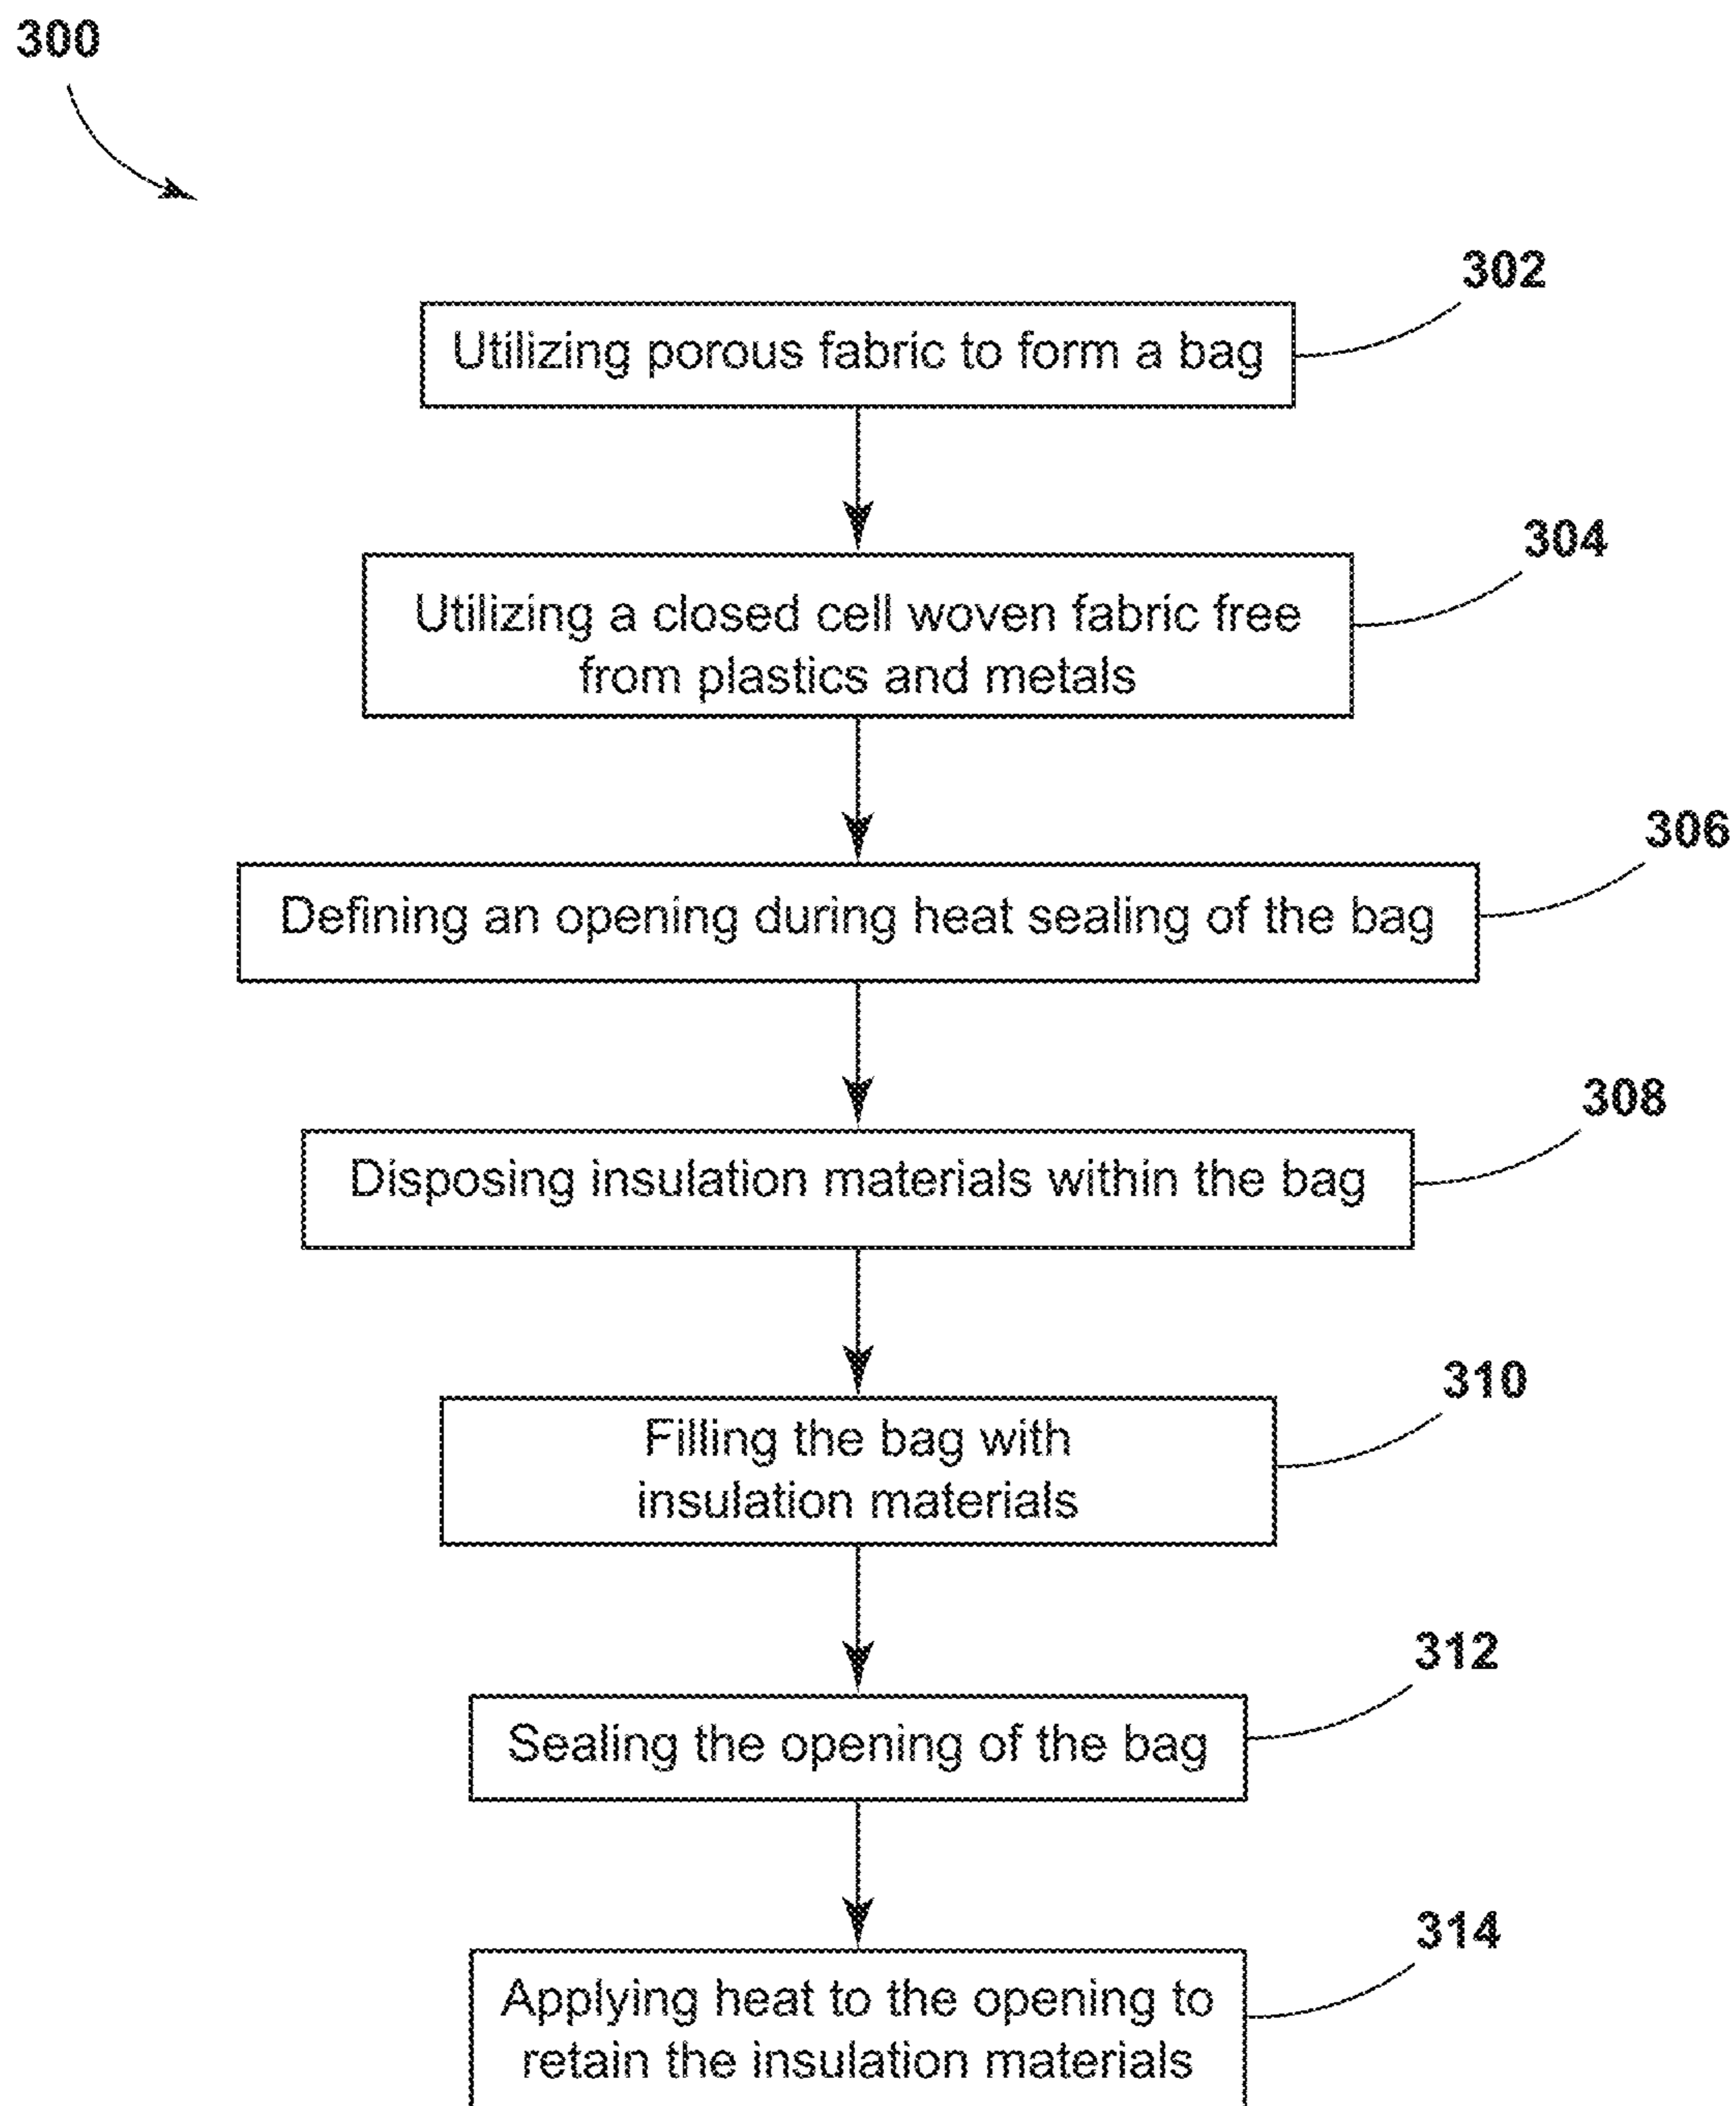 300
302
Utilizing porous fabric to form a bag
304
Utilizing a closed cell woven fabric free
from plastics and metals
306
Defining an opening during heat sealing of the bag
308
Disposing insulation materials within the bag
310
Filling the bag with
insulation materials
312
Sealing the opening of the bag
314
Applying heat to the opening to
retain the insulation materials